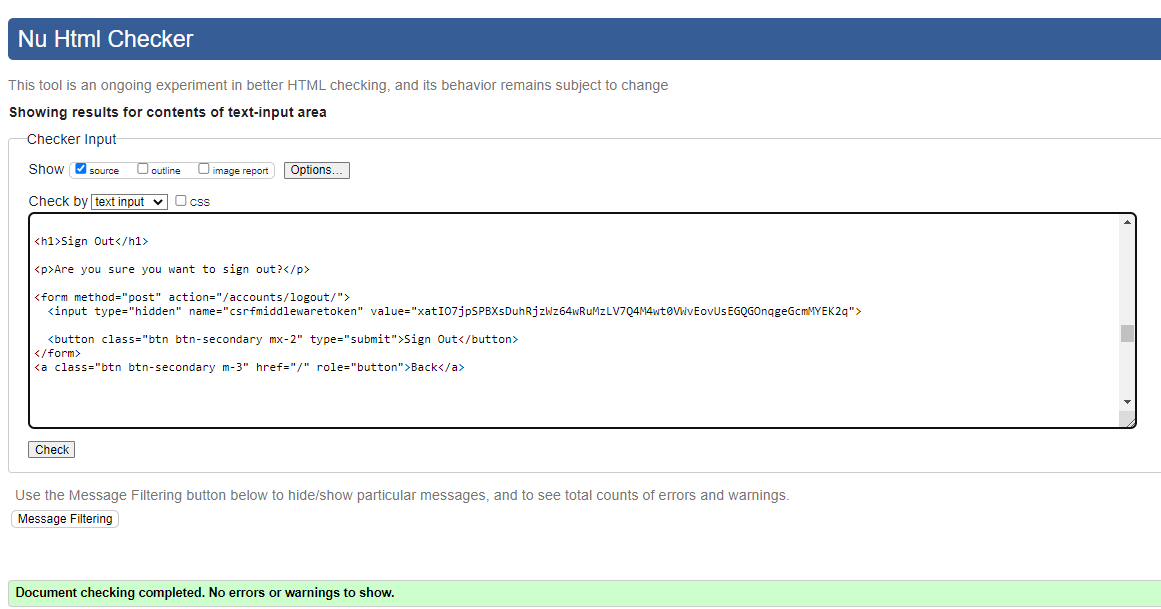 Nu Html Checker
This tool is an ongoing experiment in better HTML checking, and its behavior remains subject to change
Showing results for contents of text-input area
Checker Input
Show source outline image report Options...
Check by text input css
<h1>Sign Out</h1>
<p>Are you sure you want to sign out?</p>
<form method="post" action="/accounts/logout/">
<input type="hidden" name="csrfmiddlewaretoken" value="xatIO7jpSPBXsDuhRjzWz64wRuMzLV7Q4M4wt0VWvEovUsEGQGOnqgeGcmMYEK2q">
<button class="btn btn-secondary mx-2" type="submit">Sign Out</button>
</form>
<a class="btn btn-secondary m-3" href="/" role="button">Back</a>
Check
Use the Message Filtering button below to hide/show particular messages, and to see total counts of errors and warnings.
Message Filtering
Document checking completed. No errors or warnings to show.